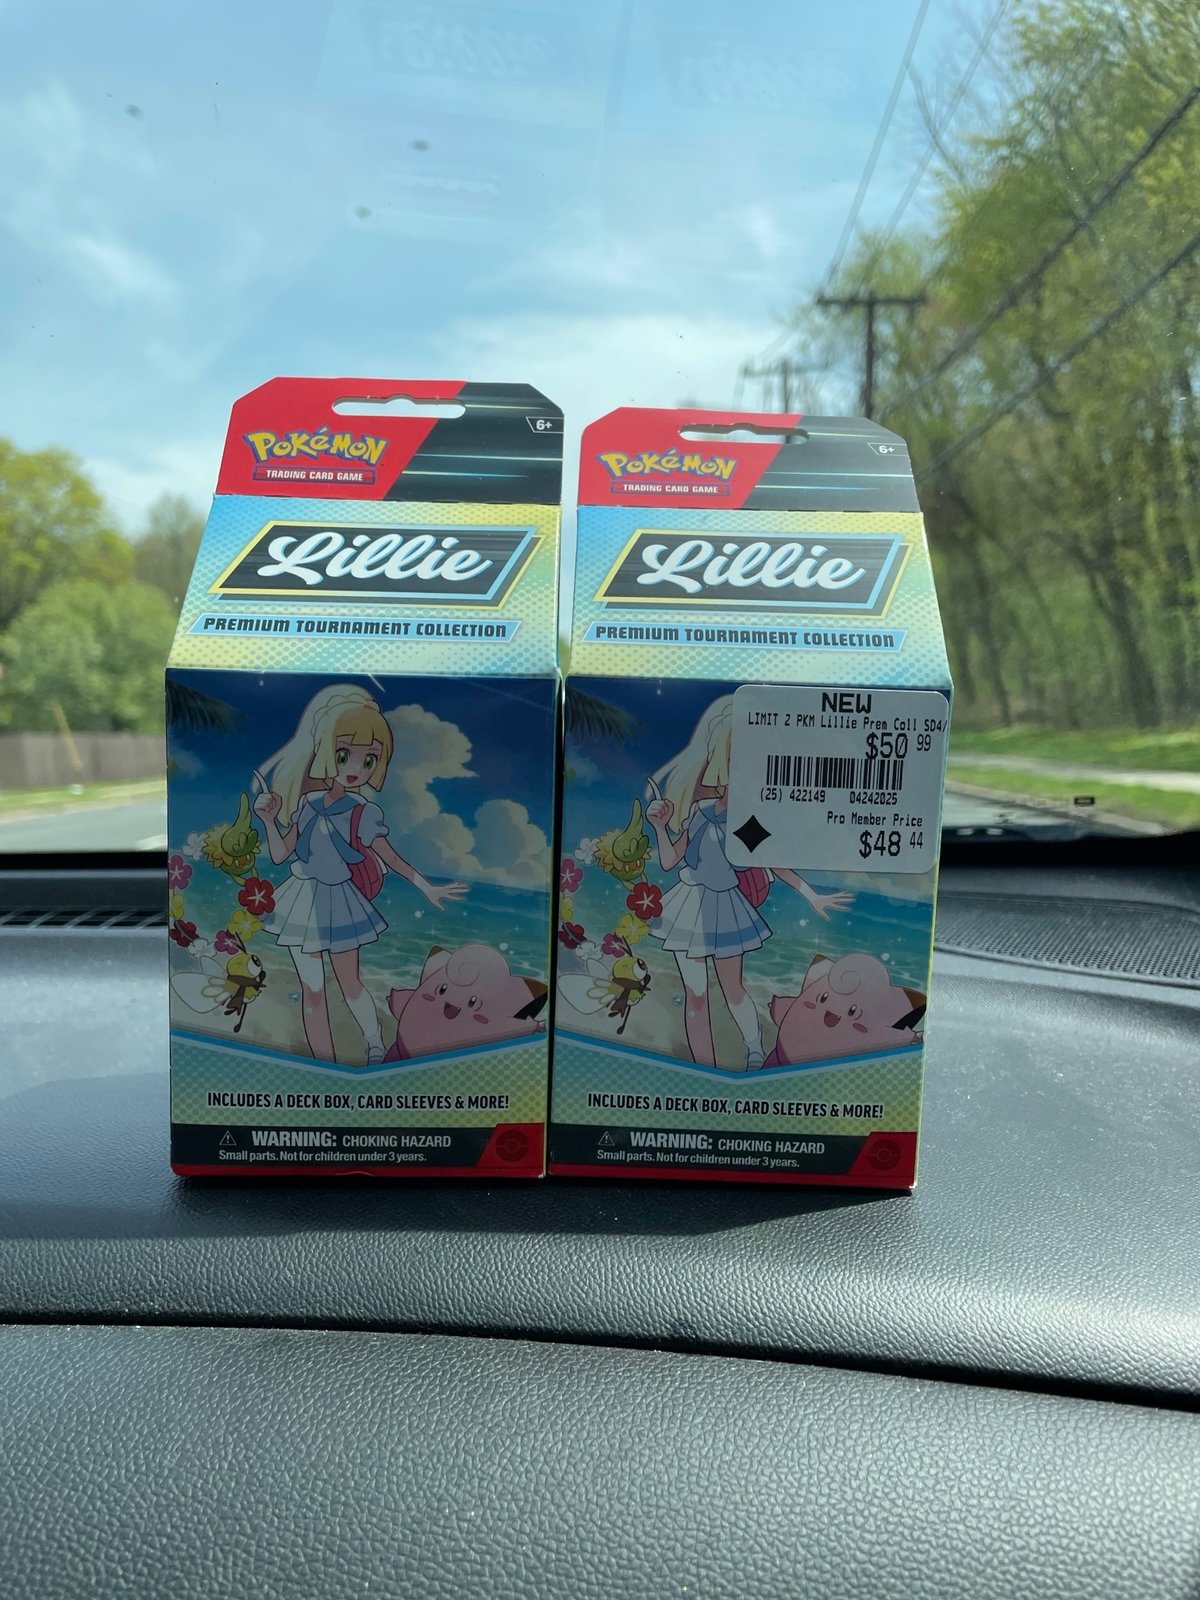 POKéMON
TRADING CARD GAME
6+
Lillie
PREMIUM TOURNAMENT COLLECTION
INCLUDES A DECK BOX, CARD SLEEVES & MORE!
WARNING: CHOKING HAZARD
Small parts. Not for children under 3 years.
POKéMON
TRADING CARD GAME
6+
Lillie
PREMIUM TOURNAMENT COLLECTION
NEW
LIMIT 2 PKM Lillie Prem Coll SD4/
$50 99
(25) 422149 04242025
Pro Member Price
$48 44
INCLUDES A DECK BOX, CARD SLEEVES & MORE!
WARNING: CHOKING HAZARD
Small parts. Not for children under 3 years.